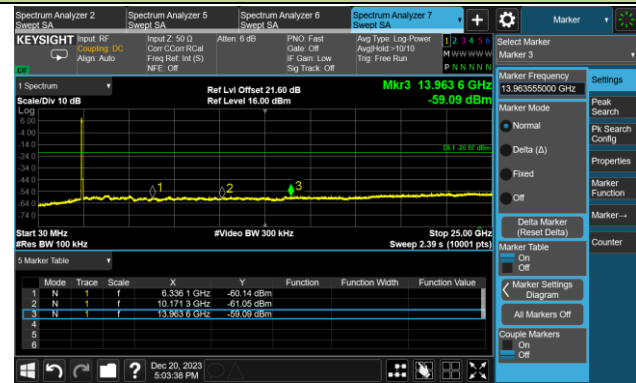 Spectrum Analyzer 2
Swept SA
Spectrum Analyzer 5
Swept SA
Spectrum Analyzer 6
Swept SA
Spectrum Analyzer 7
Swept SA
+
Marker
KEYSIGHT
Input: RF
Coupling: DC
Align: Auto
Input Z: 50 Ω
Corr CCorr RCal
Freq Ref: Int (S)
NFE: Off
Atten: 6 dB
PNO: Fast
Gate: Off
IF Gain: Low
Sig Track: Off
Avg Type: Log-Power
Avg|Hold:>10/10
Trig: Free Run
1 2 3 4 5 6
M W W W W W
P N N N N N
Select Marker
Marker 3
1 Spectrum
Scale/Div 10 dB
Log
Ref Lvl Offset 21.60 dB
Ref Level 16.00 dBm
Mkr3 13.963 6 GHz
-59.09 dBm
6.00
-4.00
-14.0
-24.0
-34.0
-44.0
-54.0
-64.0
-74.0
DL1 -20.97 dBm
1
2
3
Start 30 MHz
#Res BW 100 kHz
#Video BW 300 kHz
Stop 25.00 GHz
Sweep 2.39 s (10001 pts)
5 Marker Table
Mode Trace Scale X Y Function Function Width Function Value
1 N 1 f 6.336 1 GHz -60.14 dBm
2 N 1 f 10.171 3 GHz -61.05 dBm
3 N 1 f 13.963 6 GHz -59.09 dBm
4
5
6
Marker Frequency
13.963555000 GHz
Marker Mode
Normal
Delta (Δ)
Fixed
Off
Delta Marker
(Reset Delta)
Marker Table
On
Off
Marker Settings
Diagram
All Markers Off
Couple Markers
On
Off
Settings
Peak
Search
Pk Search
Config
Properties
Marker
Function
Marker→
Counter
?
Dec 20, 2023
5:03:38 PM